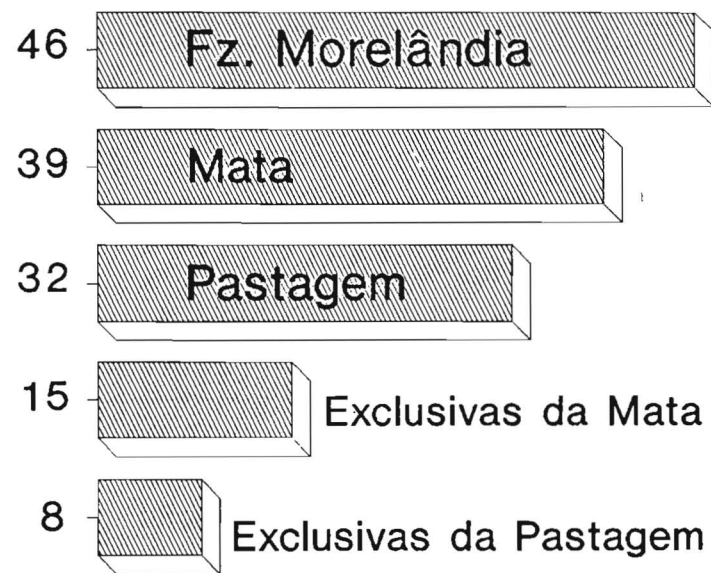 46 Fz. Morelândia
39 Mata
32 Pastagem
15 Exclusivas da Mata
8 Exclusivas da Pastagem